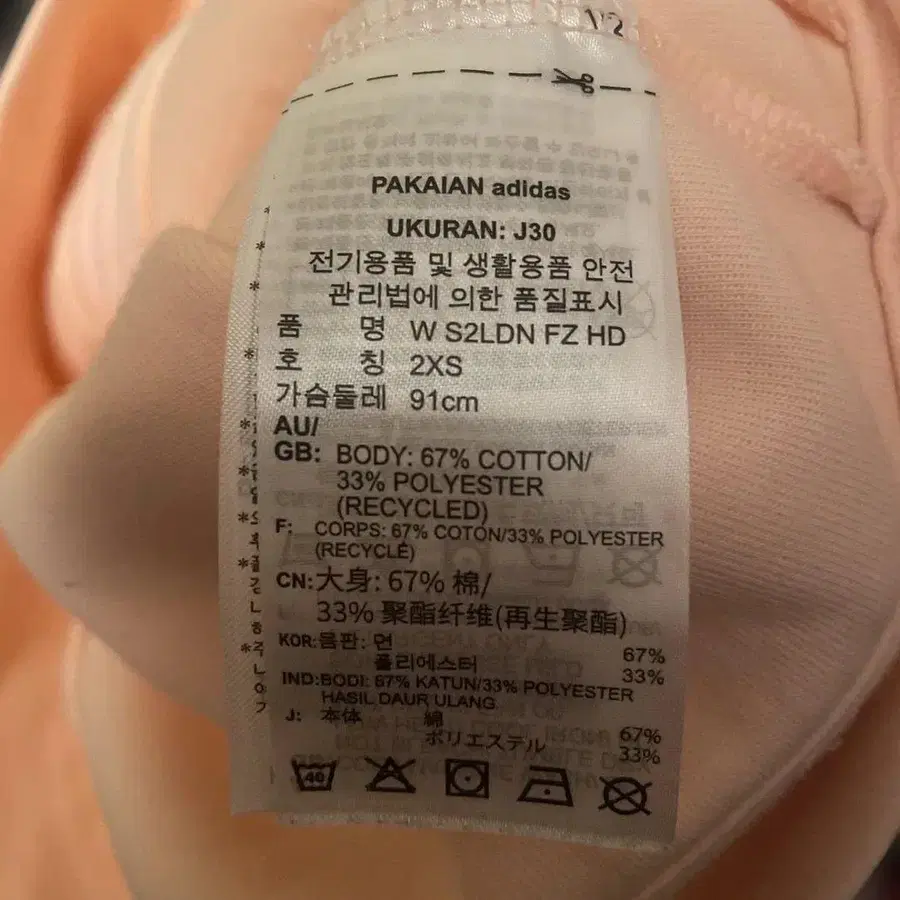 1/2
PAKAIAN adidas
UKURAN: J30
전기용품 및 생활용품 안전
관리법에 의한 품질표시
품 명 W S2LDN FZ HD
호 칭 2XS
가슴둘레 91cm
AU/
GB: BODY: 67% COTTON/
33% POLYESTER
(RECYCLED)
F: CORPS: 67% COTON/33% POLYESTER
(RECYCLÉ)
CN: 大身: 67% 棉/
33% 聚酯纤维(再生聚酯)
KOR: 몸판: 면 67%
폴리에스터 33%
IND: BODI: 67% KATUN/33% POLYESTER
HASIL DAUR ULANG
J: 本体 綿 67%
ポリエステル 33%
40